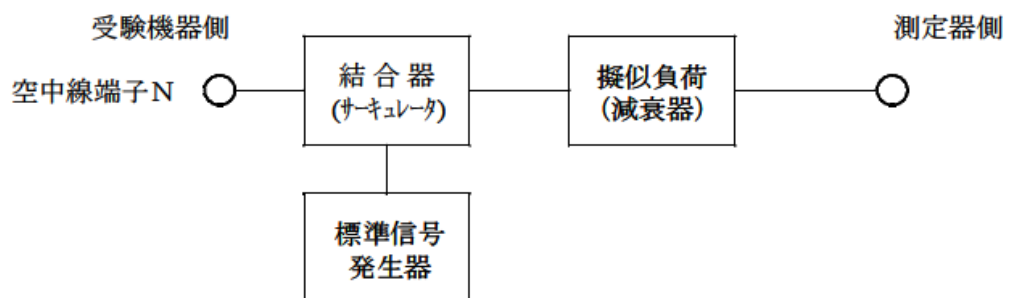 受験機器側
測定器側
空中線端子N
結合器
(ｻｰｷｭﾚｰﾀ)
擬似負荷
(減衰器)
標準信号
発生器